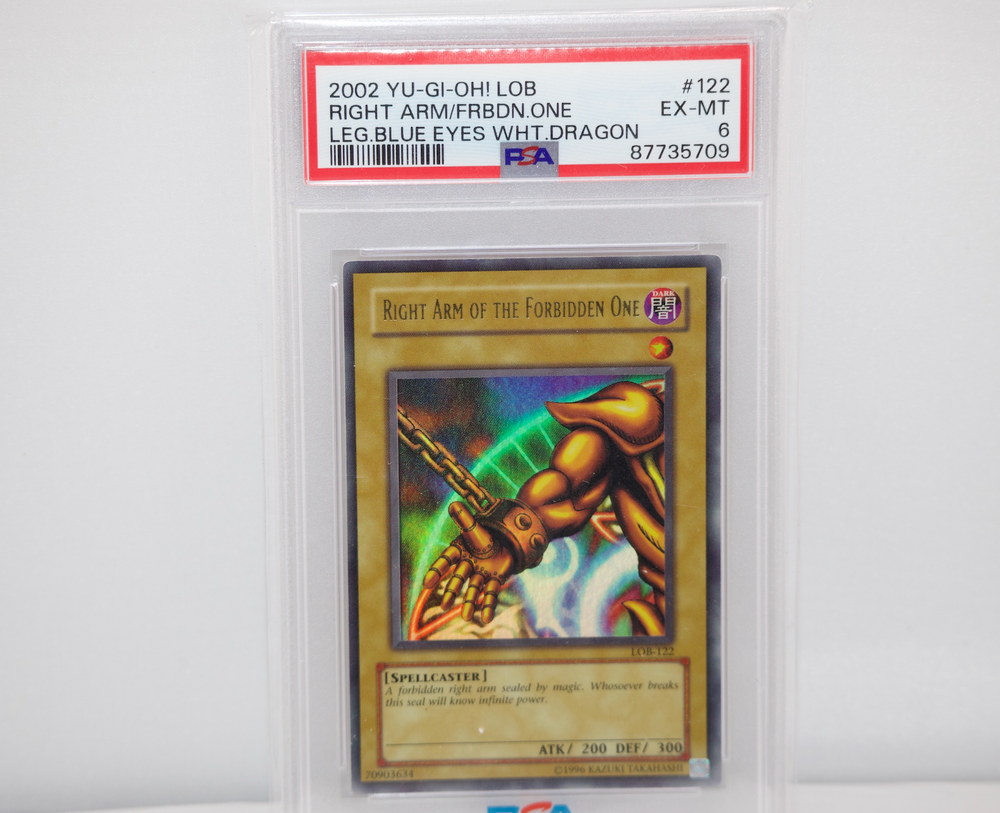 2002 YU-GI-OH! LOB #122
RIGHT ARM/FRBDN.ONE EX-MT
LEG.BLUE EYES WHT.DRAGON 6
PSA 87735709
RIGHT ARM OF THE FORBIDDEN ONE
DARK
闇
LOB-122
[SPELLCASTER]
A forbidden right arm sealed by magic. Whosoever breaks
this seal will know infinite power.
ATK/ 200 DEF/ 300
70903634 ©1996 KAZUKI TAKAHASHI
PSA